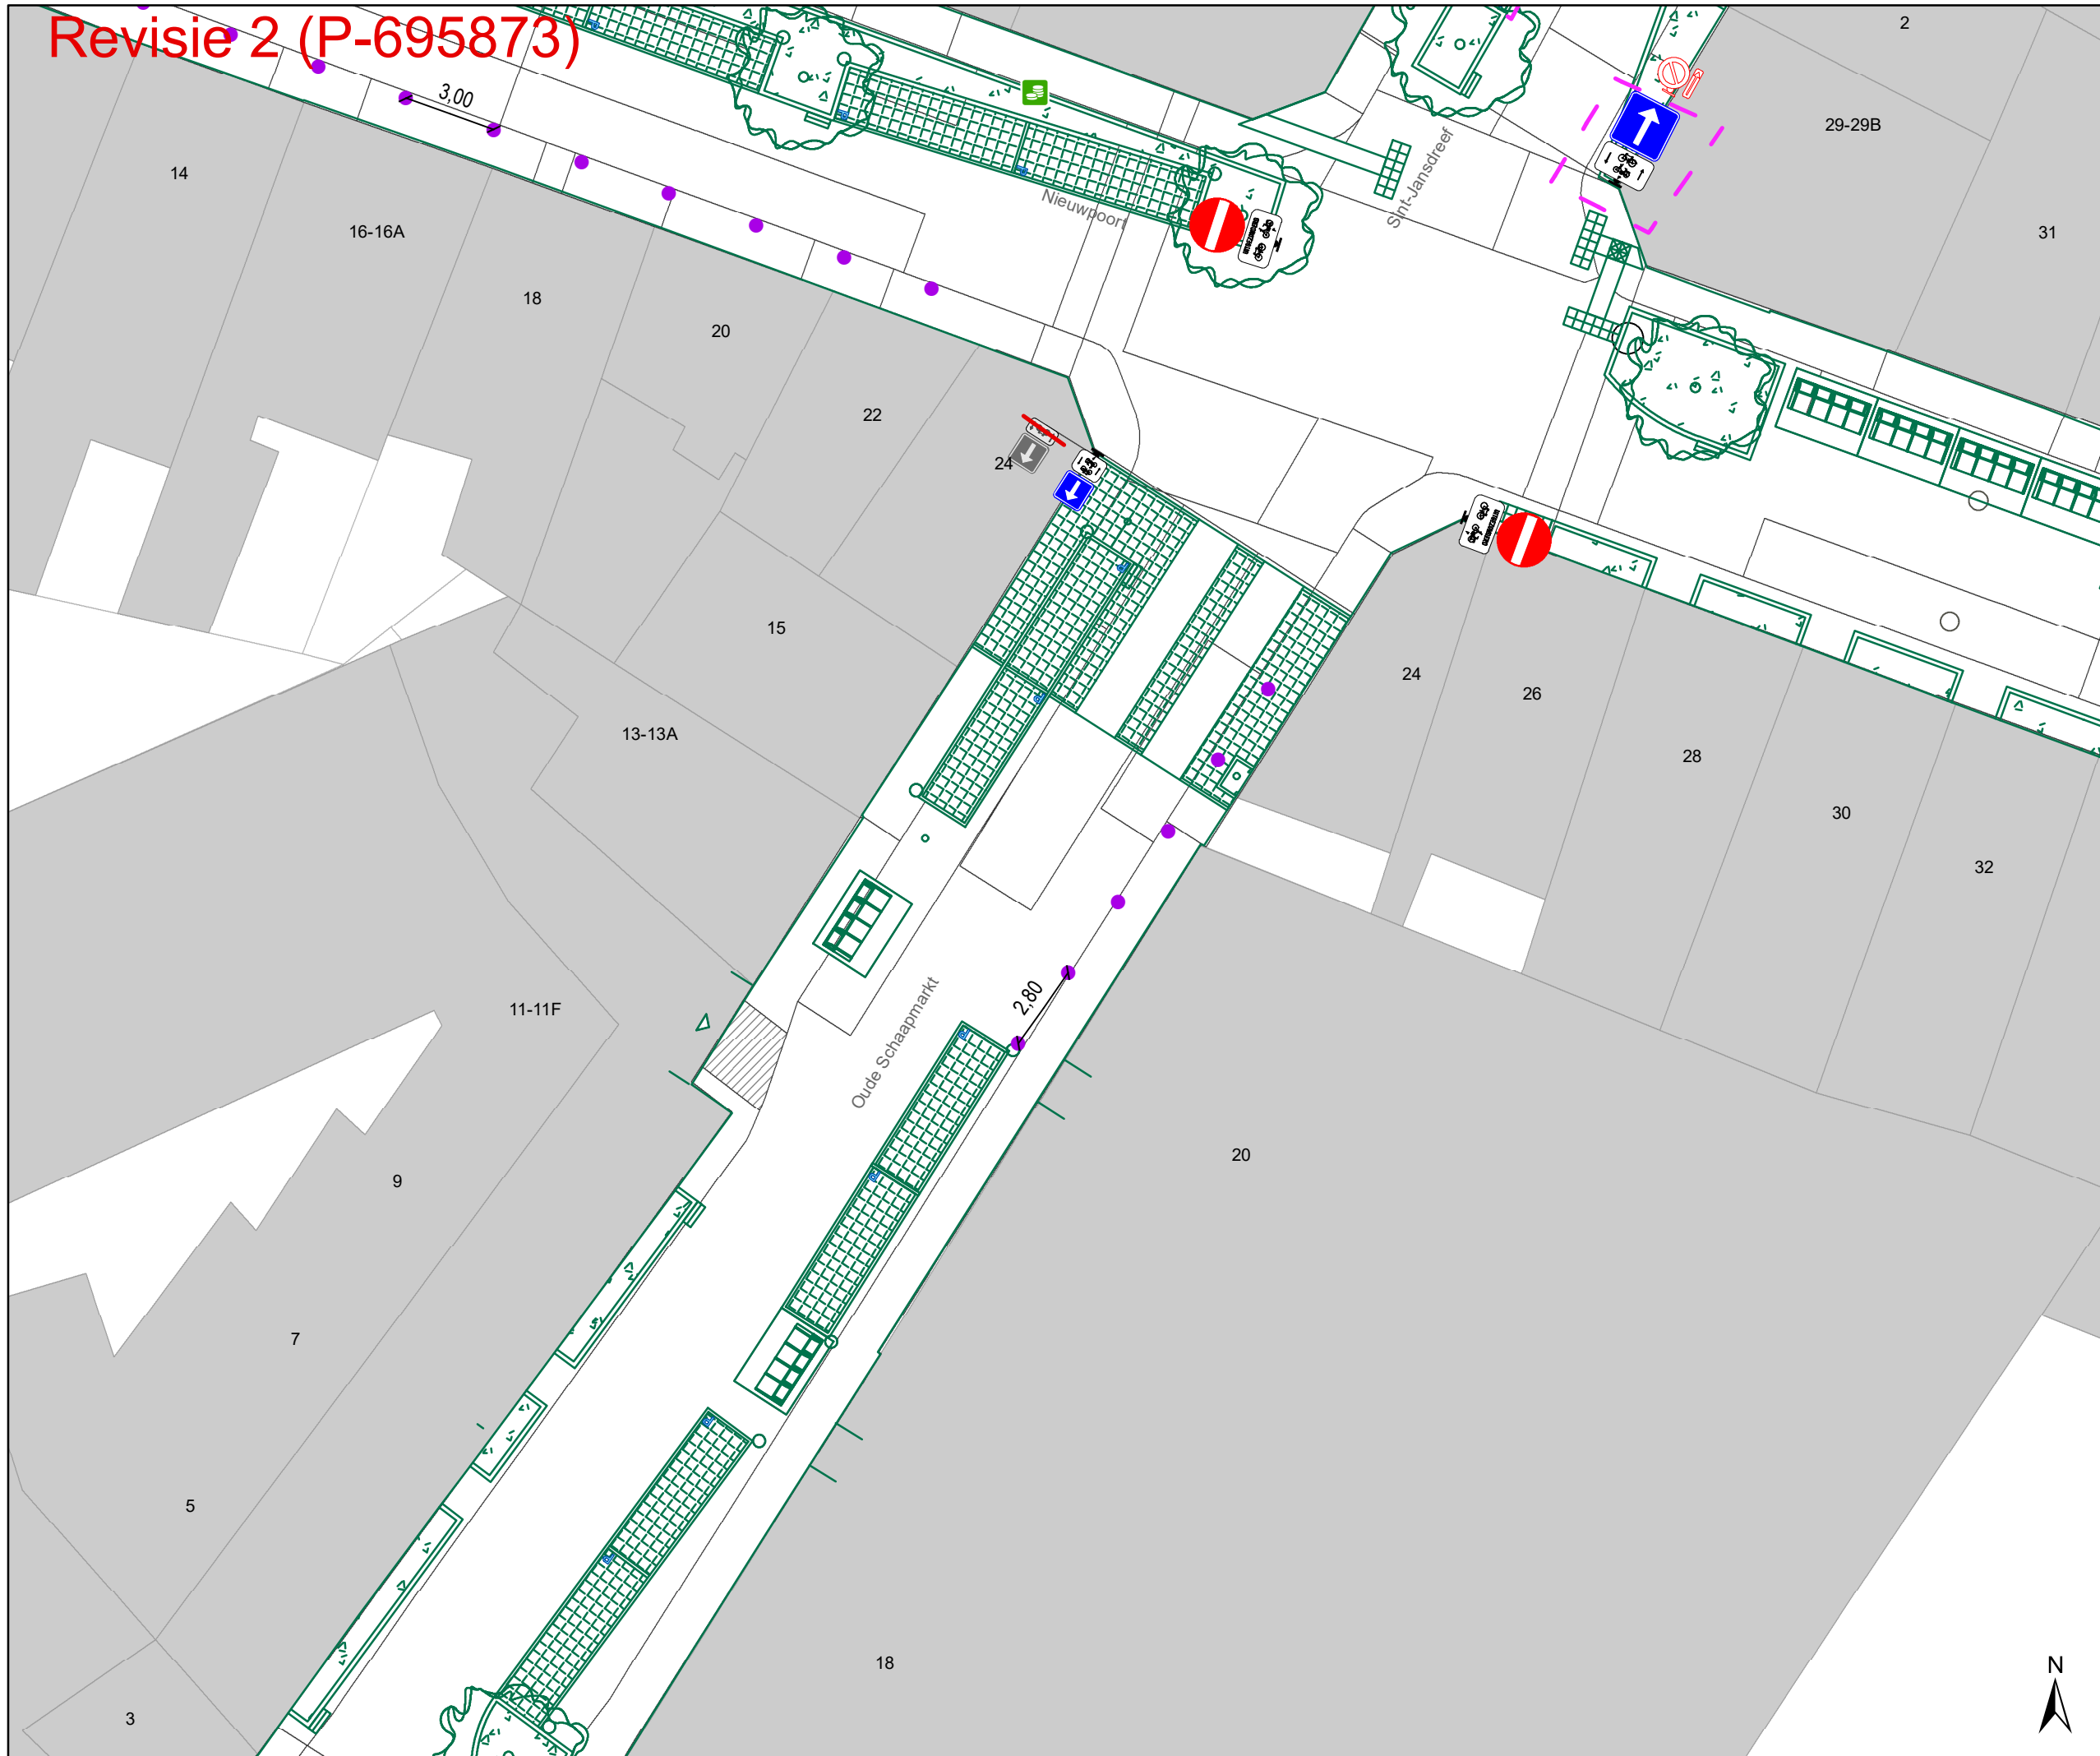 Revisie 2 (P-695873)
2
3,00
29-29B
14
Nieuwpoort
Sint-Jansdreef
16-16A
31
18
20
22
24
15
24
26
13-13A
28
30
32
2,80
11-11F
Oude Schaapmarkt
20
9
7
5
18
N
3